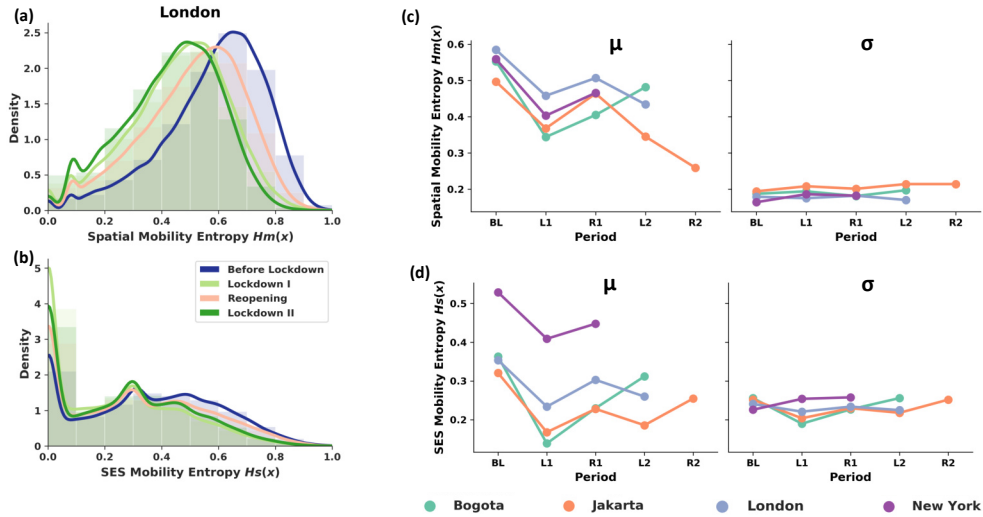 (a)
London
2.5
2.0
1.5
1.0
0.5
0.0
Density
0.0 0.2 0.4 0.6 0.8 1.0
Spatial Mobility Entropy Hm(x)
(b)
5
4
3
2
1
0
Density
Before Lockdown
Lockdown I
Reopening
Lockdown II
0.0 0.2 0.4 0.6 0.8 1.0
SES Mobility Entropy Hs(x)
(c)
μ
σ
0.6
0.5
0.4
0.3
0.2
Spatial Mobility Entropy Hm(x)
BL L1 R1 L2 R2
Period
BL L1 R1 L2 R2
Period
(d)
μ
σ
0.5
0.4
0.3
0.2
SES Mobility Entropy Hs(x)
BL L1 R1 L2 R2
Period
BL L1 R1 L2 R2
Period
Bogota Jakarta London New York